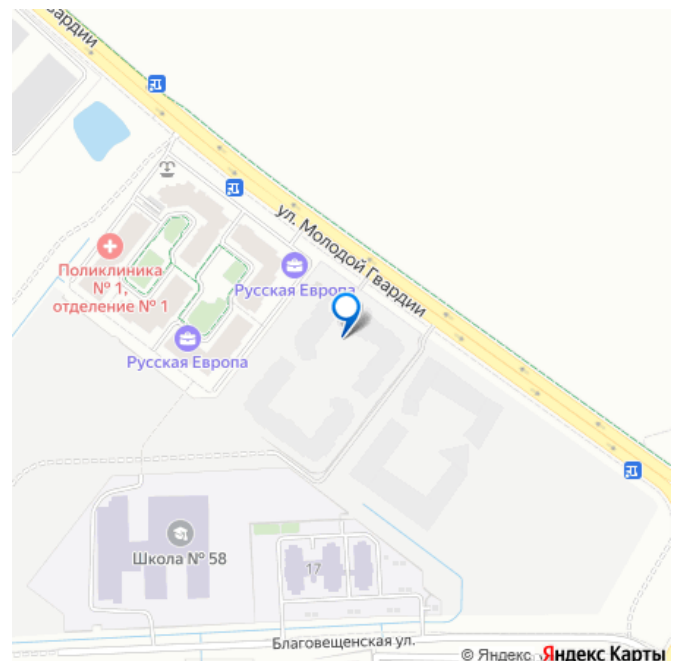 вардии
ул. Молодой Гвардии
Поликлиника
№ 1,
отделение № 1
Русская Европа
Русская Европа
Школа № 58
17
Благовещенская ул.
© Яндекс Яндекс Карты